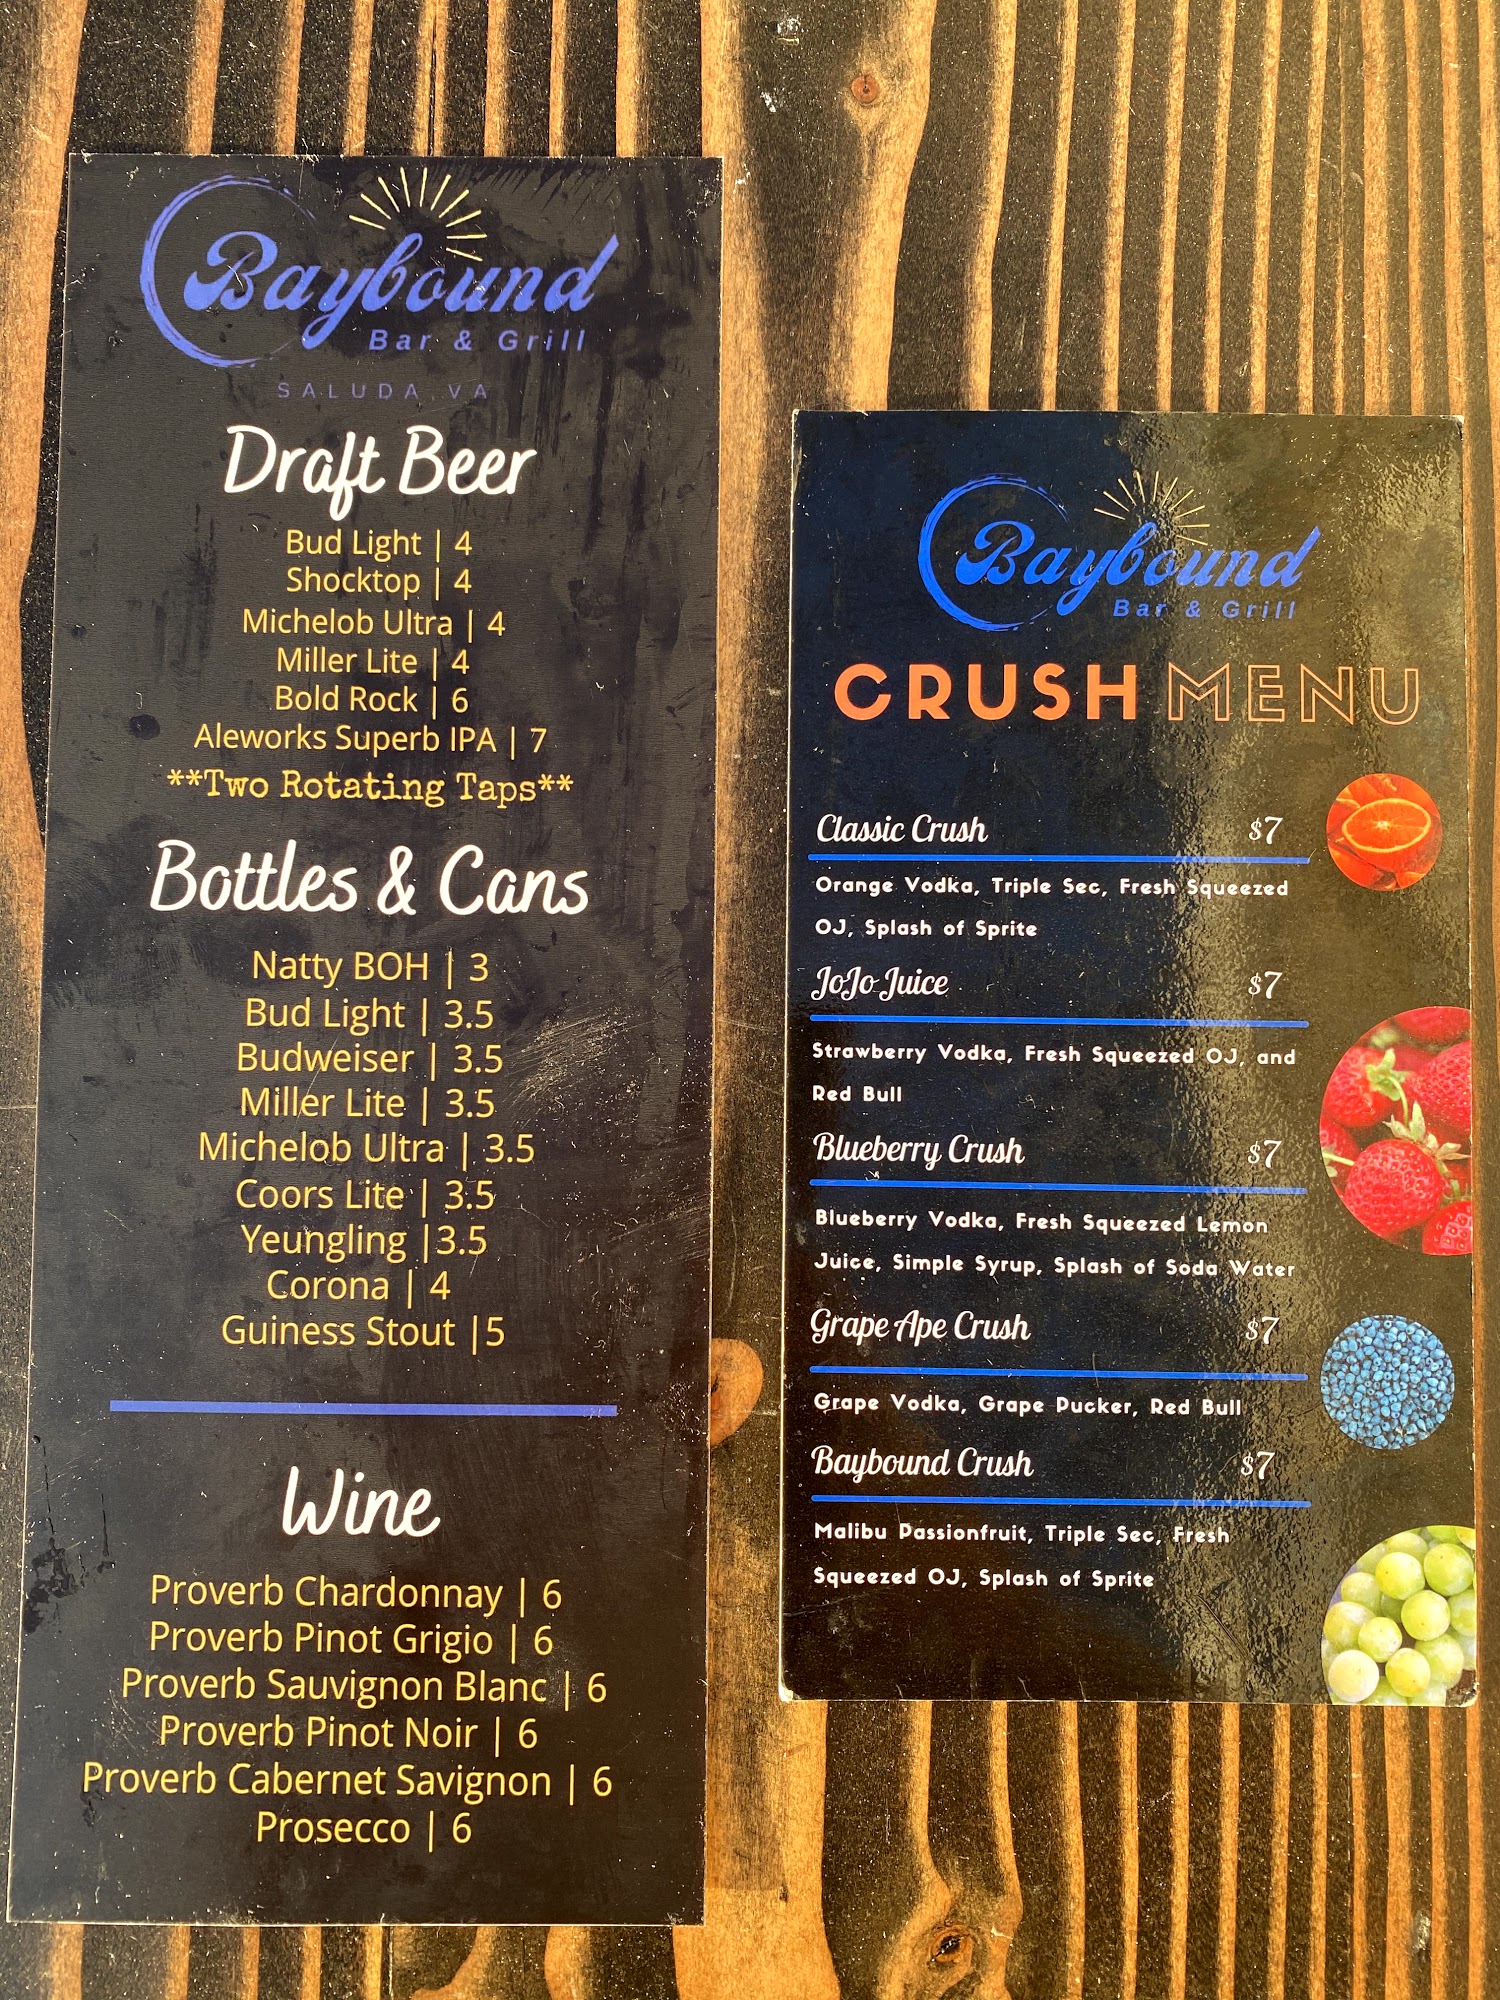 Baybound
Bar & Grill
SALUDA, VA
Draft Beer
Bud Light | 4
Shocktop | 4
Michelob Ultra | 4
Miller Lite | 4
Bold Rock | 6
Aleworks Superb IPA | 7
**Two Rotating Taps**
Bottles & Cans
Natty BOH | 3
Bud Light | 3.5
Budweiser | 3.5
Miller Lite | 3.5
Michelob Ultra | 3.5
Coors Lite | 3.5
Yeungling |3.5
Corona | 4
Guiness Stout |5
Wine
Proverb Chardonnay | 6
Proverb Pinot Grigio | 6
Proverb Sauvignon Blanc | 6
Proverb Pinot Noir | 6
Proverb Cabernet Savignon | 6
Prosecco | 6
Baybound
Bar & Grill
CRUSH MENU
Classic Crush $7
Orange Vodka, Triple Sec, Fresh Squeezed
OJ, Splash of Sprite
JoJo Juice $7
Strawberry Vodka, Fresh Squeezed OJ, and
Red Bull
Blueberry Crush $7
Blueberry Vodka, Fresh Squeezed Lemon
Juice, Simple Syrup, Splash of Soda Water
Grape Ape Crush $7
Grape Vodka, Grape Pucker, Red Bull
Baybound Crush $7
Malibu Passionfruit, Triple Sec, Fresh
Squeezed OJ, Splash of Sprite